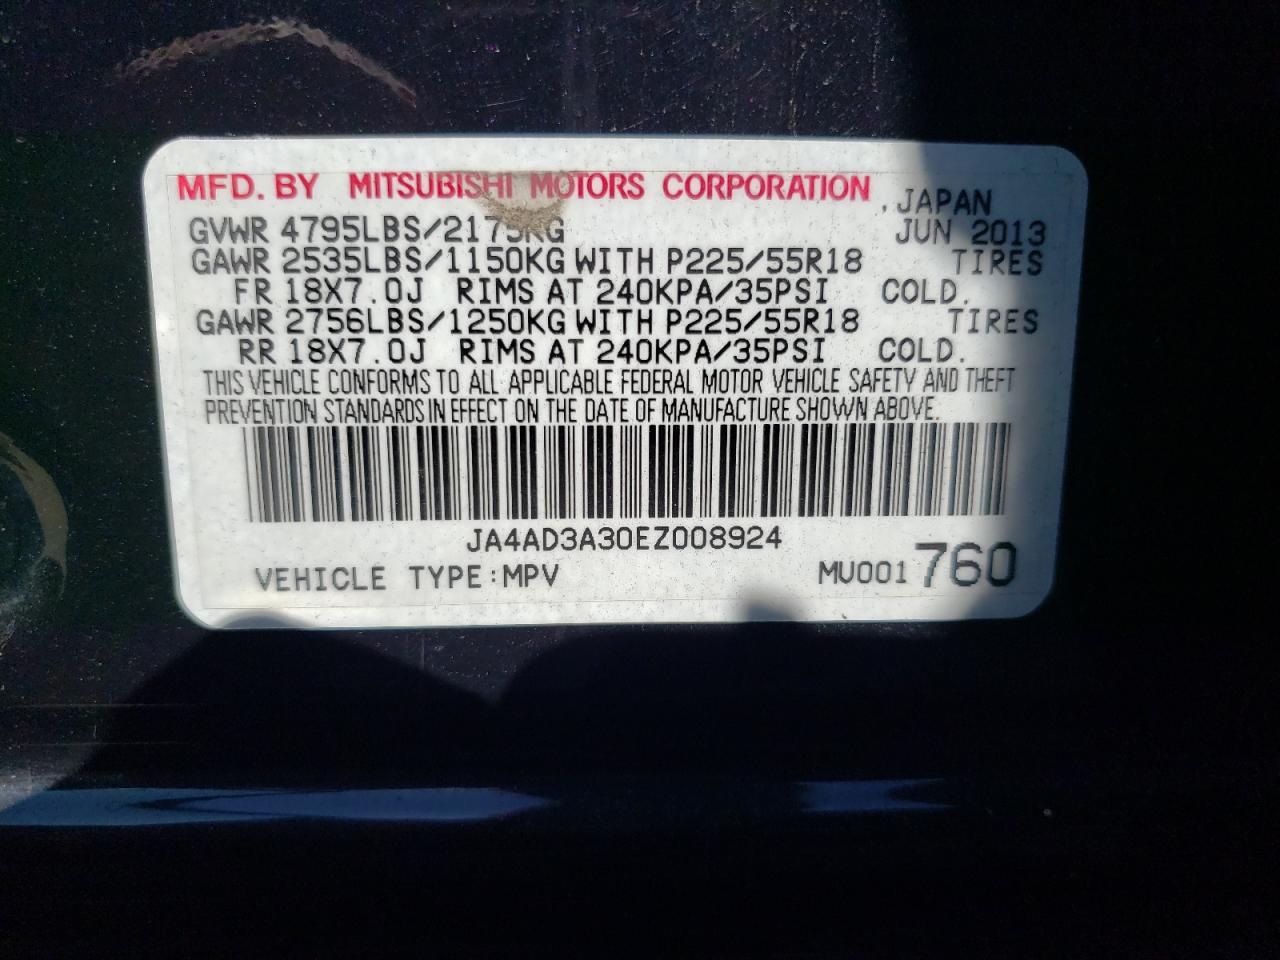 MFD. BY MITSUBISHI MOTORS CORPORATION , JAPAN
GVWR 4795LBS/2175KG JUN 2013
GAWR 2535LBS/1150KG WITH P225/55R18 TIRES
FR 18X7.0J RIMS AT 240KPA/35PSI COLD.
GAWR 2756LBS/1250KG WITH P225/55R18 TIRES
RR 18X7.0J RIMS AT 240KPA/35PSI COLD.
THIS VEHICLE CONFORMS TO ALL APPLICABLE FEDERAL MOTOR VEHICLE SAFETY AND THEFT
PREVENTION STANDARDS IN EFFECT ON THE DATE OF MANUFACTURE SHOWN ABOVE.
JA4AD3A30EZ008924
VEHICLE TYPE:MPV MU001 760